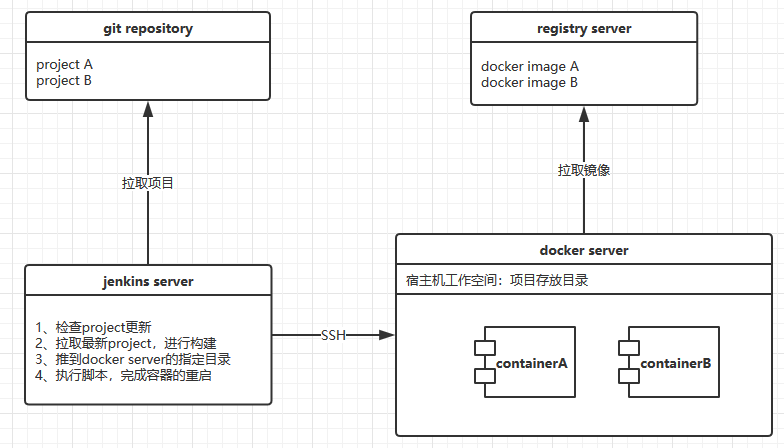 git repository
project A
project B
registry server
docker image A
docker image B
拉取项目
拉取镜像
jenkins server
1、检查project更新
2、拉取最新project，进行构建
3、推到docker server的指定目录
4、执行脚本，完成容器的重启
SSH
docker server
宿主机工作空间：项目存放目录
containerA
containerB